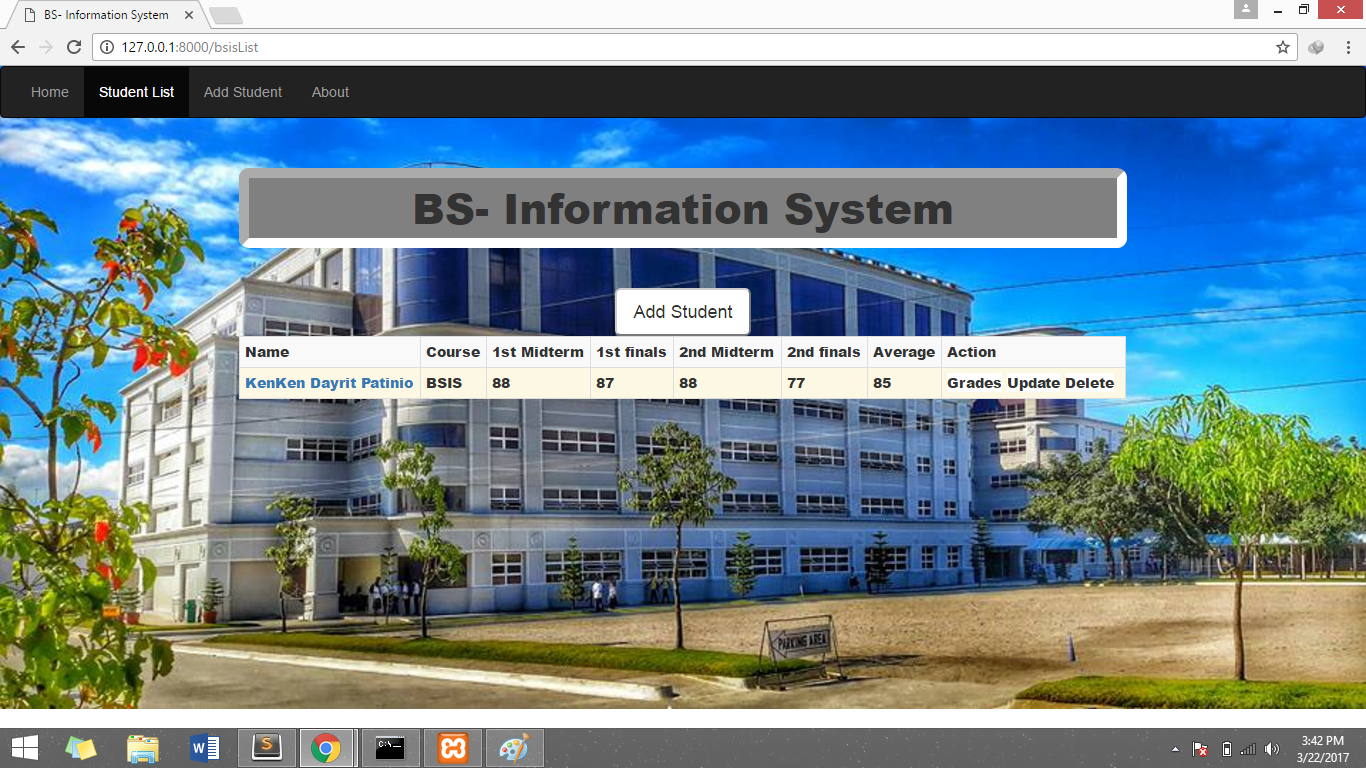 BS- Information System
127.0.0.1:8000/bsisList
Home Student List Add Student About
BS- Information System
Add Student
Name Course 1st Midterm 1st finals 2nd Midterm 2nd finals Average Action
KenKen Dayrit Patinio BSIS 88 87 88 77 85 Grades Update Delete
PARKING AREA
C:\_
3:42 PM
3/22/2017